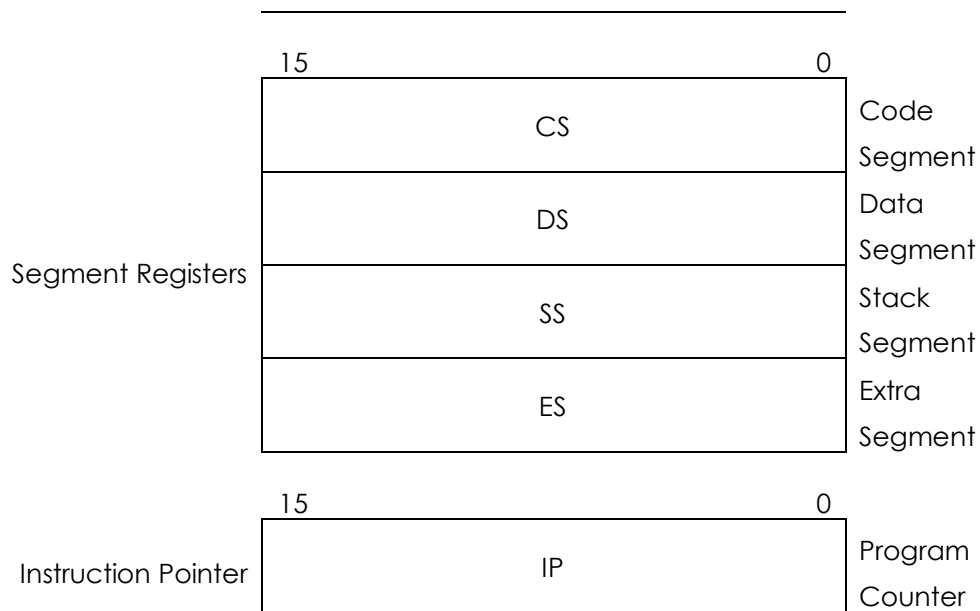 15 0
CS
Code
Segment
DS
Data
Segment
Segment Registers
SS
Stack
Segment
ES
Extra
Segment
15 0
Instruction Pointer
IP
Program
Counter